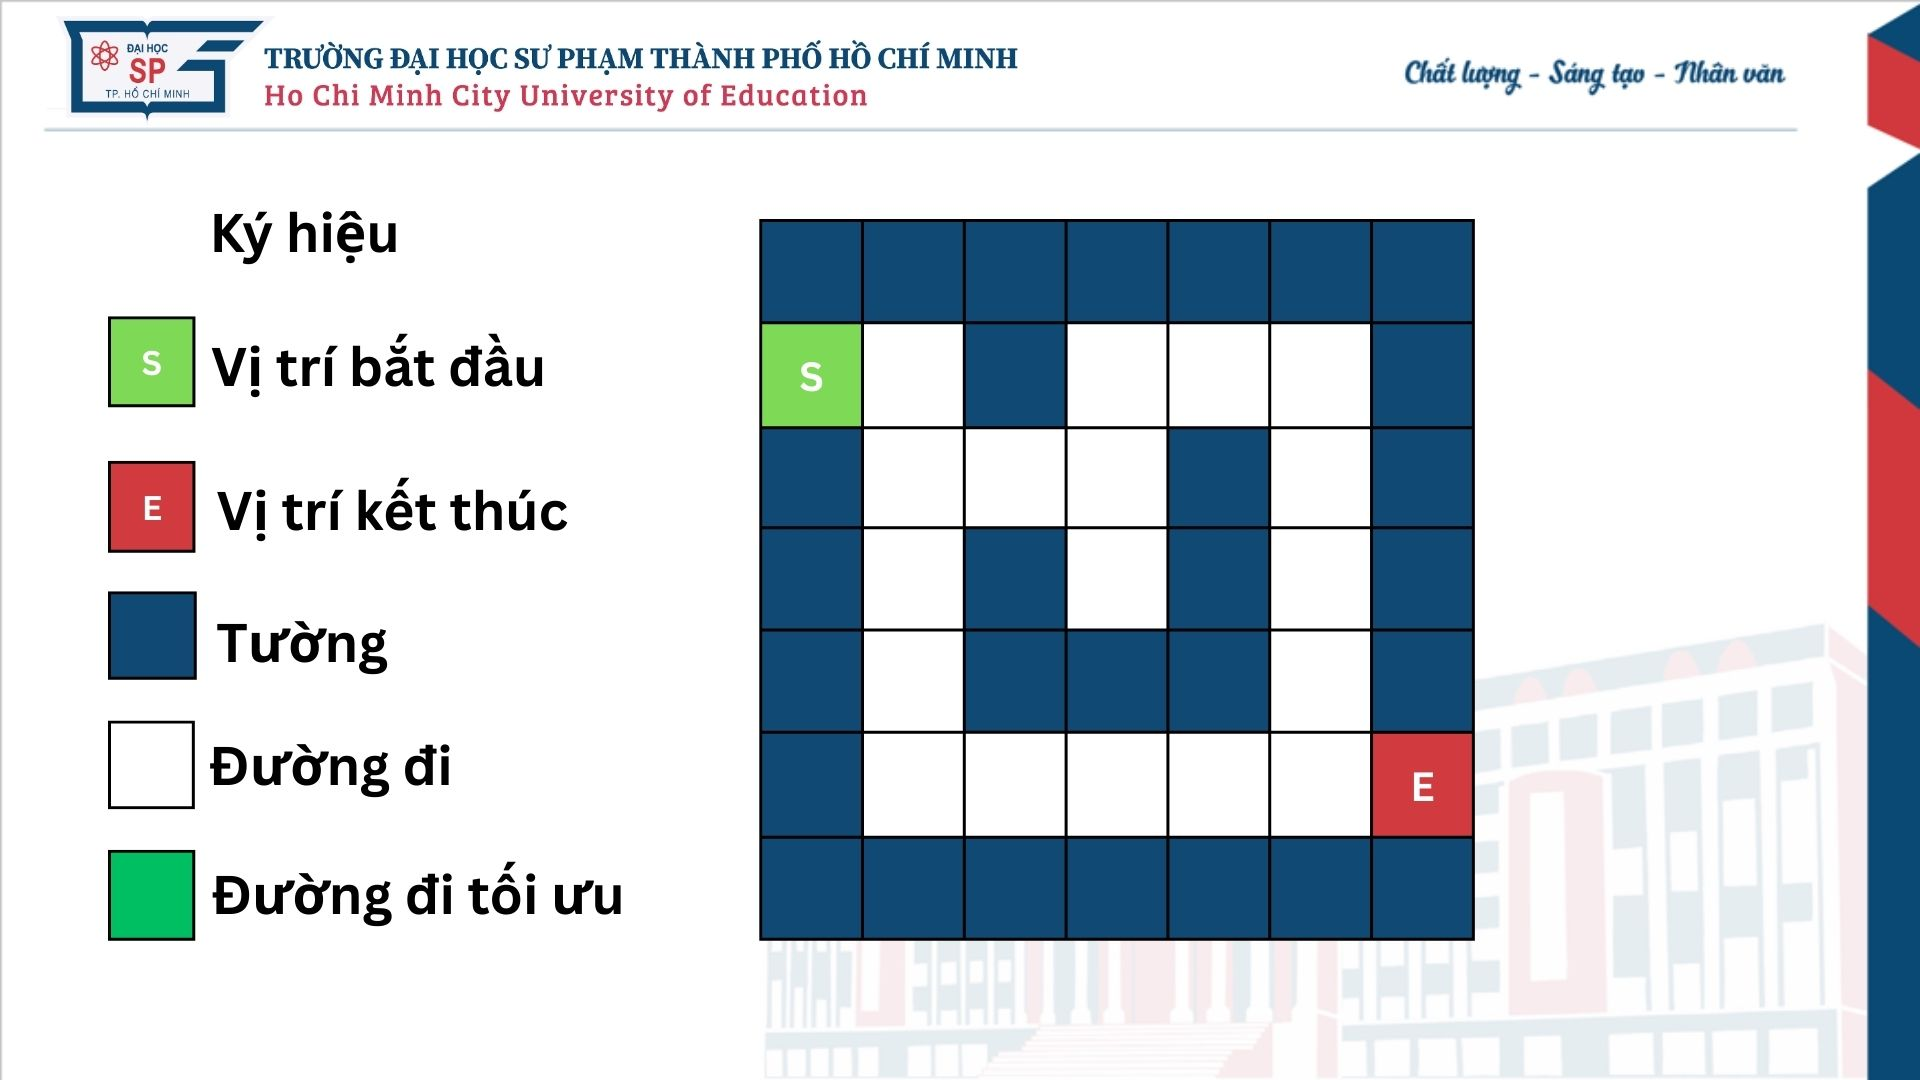 ĐẠI HỌC
SP
TP. HỒ CHÍ MINH
TRƯỜNG ĐẠI HỌC SƯ PHẠM THÀNH PHỐ HỒ CHÍ MINH
Ho Chi Minh City University of Education
Chất lượng - Sáng tạo - Nhân văn
Ký hiệu
S Vị trí bắt đầu
E Vị trí kết thúc
Tường
Đường đi
Đường đi tối ưu
S
E